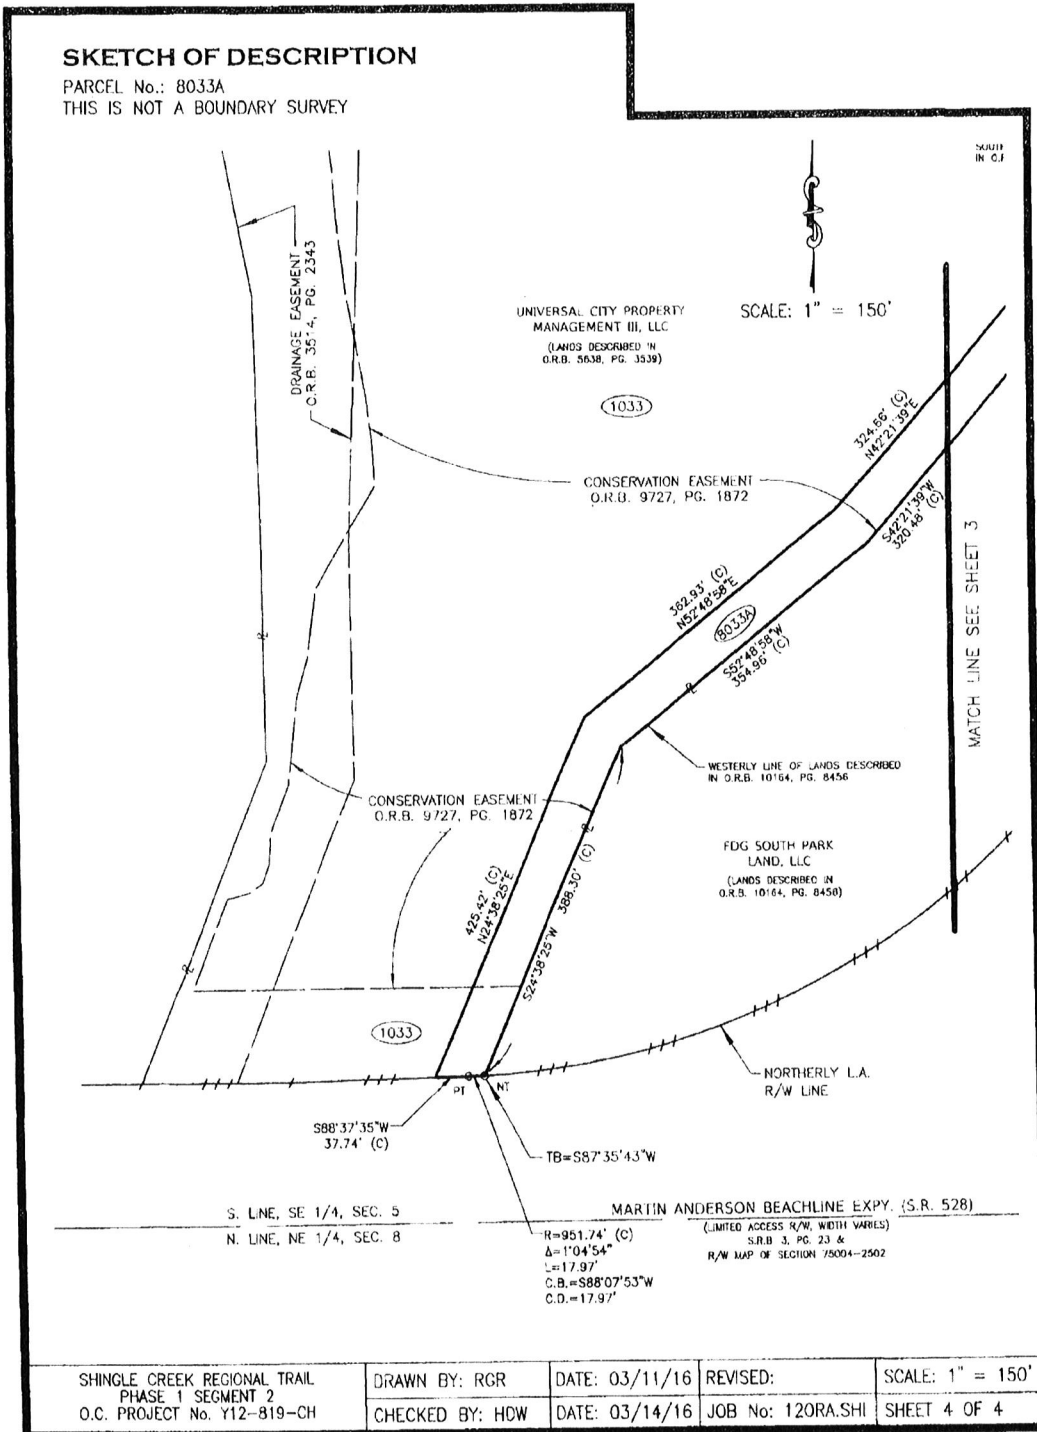 SKETCH OF DESCRIPTION
PARCEL No.: 8033A
THIS IS NOT A BOUNDARY SURVEY
IN O.R
DRAINAGE EASEMENT
O.R.B. 3514, PG. 2343
UNIVERSAL CITY PROPERTY
MANAGEMENT III, LLC
(LANDS DESCRIBED IN
O.R.B. 5638, PG. 3539)
SCALE: 1" = 150'
1033
324.66' (C)
N42°21'39"E
CONSERVATION EASEMENT
O.R.B. 9727, PG. 1872
S42°21'39"W
320.48' (C)
MATCH LINE SEE SHEET 3
362.93' (C)
N52°48'58"E
8033A
S52°48'58"W
354.96' (C)
WESTERLY LINE OF LANDS DESCRIBED
IN O.R.B. 10164, PG. 8456
CONSERVATION EASEMENT
O.R.B. 9727, PG. 1872
FDG SOUTH PARK
LAND, LLC
(LANDS DESCRIBED IN
O.R.B. 10164, PG. 8458)
425.42' (C)
N24°38'25"E
S24°38'25"W 388.30' (C)
1033
NORTHERLY L.A.
R/W LINE
PT
NT
S88°37'35"W
37.74' (C)
TB=S87°35'43"W
S. LINE, SE 1/4, SEC. 5
N. LINE, NE 1/4, SEC. 8
MARTIN ANDERSON BEACHLINE EXPY. (S.R. 528)
(LIMITED ACCESS R/W, WIDTH VARIES)
S.R.B 3, PG. 23 &
R/W MAP OF SECTION 75004-2502
R=951.74' (C)
Δ=1°04'54"
L=17.97'
C.B.=S88°07'53"W
C.D.=17.97'
SHINGLE CREEK REGIONAL TRAIL
PHASE 1 SEGMENT 2
O.C. PROJECT No. Y12-819-CH
DRAWN BY: RGR
DATE: 03/11/16
REVISED:
SCALE: 1" = 150'
CHECKED BY: HDW
DATE: 03/14/16
JOB No: 120RA.SHI
SHEET 4 OF 4